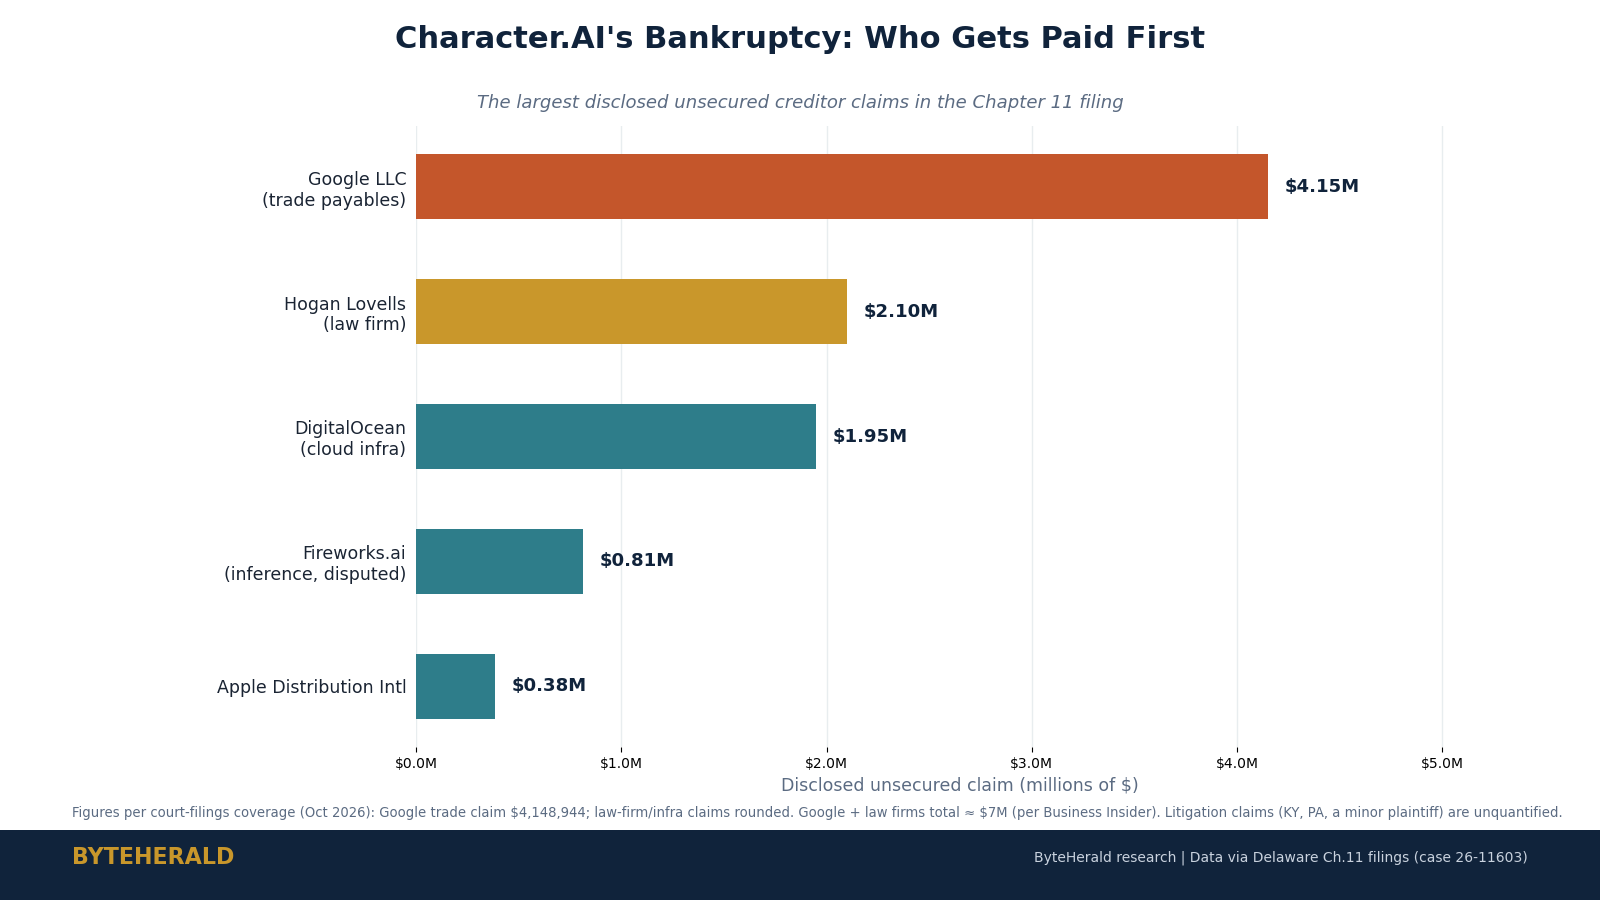 Character.AI's Bankruptcy: Who Gets Paid First
The largest disclosed unsecured creditor claims in the Chapter 11 filing
Google LLC
(trade payables)
$4.15M
Hogan Lovells
(law firm)
$2.10M
DigitalOcean
(cloud infra)
$1.95M
Fireworks.ai
(inference, disputed)
$0.81M
Apple Distribution Intl
$0.38M
$0.0M $1.0M $2.0M $3.0M $4.0M $5.0M
Disclosed unsecured claim (millions of $)
Figures per court-filings coverage (Oct 2026): Google trade claim $4,148,944; law-firm/infra claims rounded. Google + law firms total ≈ $7M (per Business Insider). Litigation claims (KY, PA, a minor plaintiff) are unquantified.
BYTEHERALD
ByteHerald research | Data via Delaware Ch.11 filings (case 26-11603)